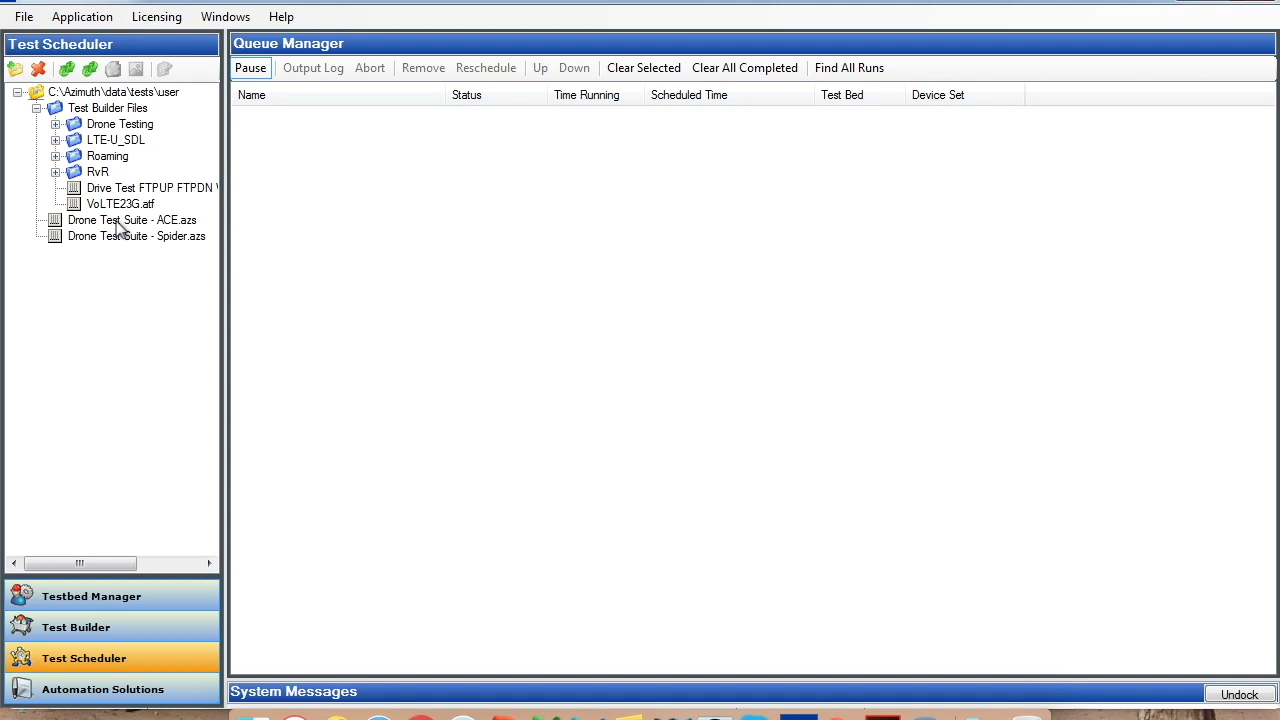 File Application Licensing Windows Help
Test Scheduler
Queue Manager
Pause Output Log Abort Remove Reschedule Up Down Clear Selected Clear All Completed Find All Runs
Name Status Time Running Scheduled Time Test Bed Device Set
C:\Azimuth\data\tests\user
Test Builder Files
Drone Testing
LTE-U_SDL
Roaming
RvR
Drive Test FTPUP FTPDN
VoLTE23G.atf
Drone Test Suite - ACE.azs
Drone Test Suite - Spider.azs
Testbed Manager
Test Builder
Test Scheduler
Automation Solutions
System Messages
Undock